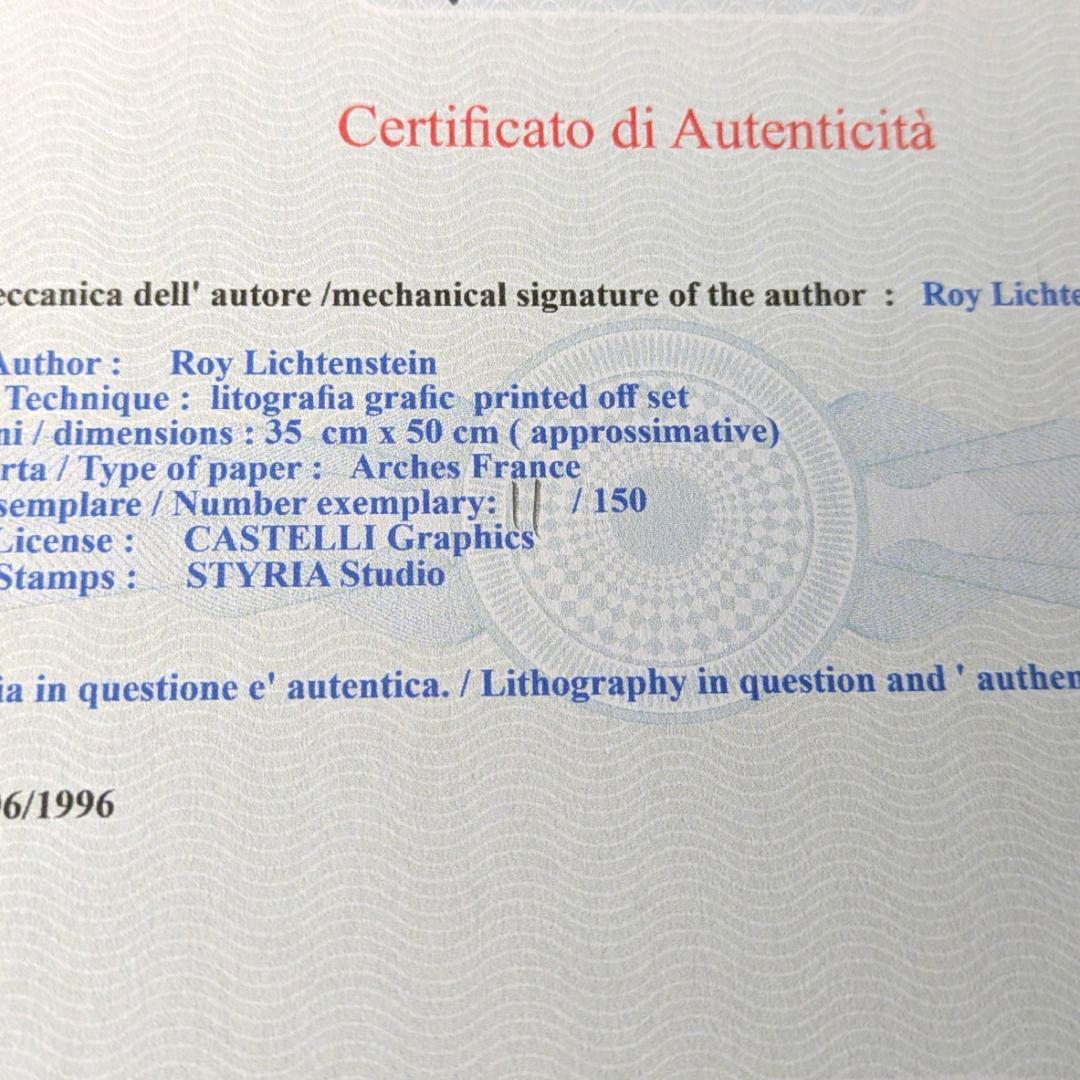 Certificato di Autenticità
eccanica dell' autore /mechanical signature of the author : Roy Lichte
Author : Roy Lichtenstein
Technique : litografia grafic printed off set
ni / dimensions : 35 cm x 50 cm ( approssimative)
rta / Type of paper : Arches France
semplare / Number exemplary: 11 / 150
License : CASTELLI Graphics
Stamps : STYRIA Studio
ia in questione e' autentica. / Lithography in question and ' authen
06/1996